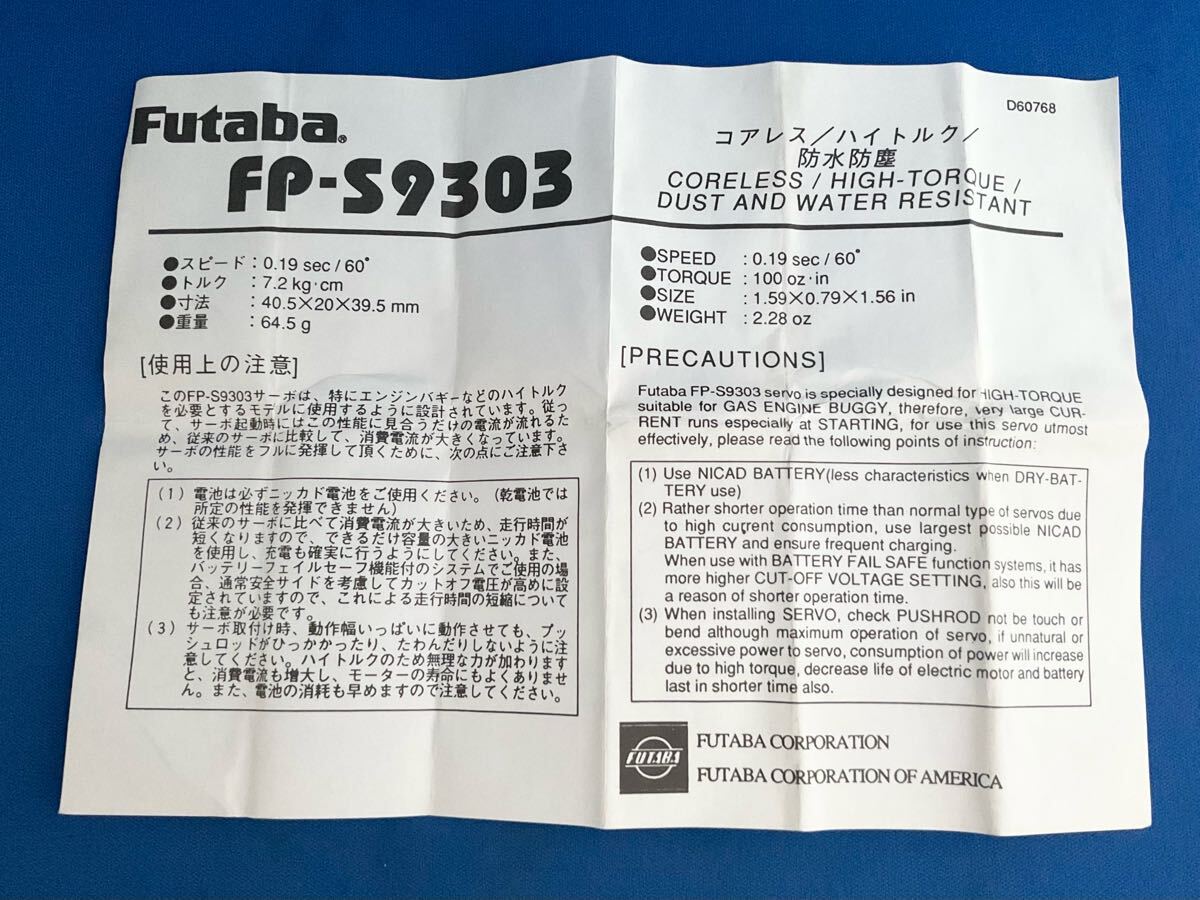 Futaba®
FP-S9303
●スピード：0.19 sec / 60°
●トルク ：7.2 kg·cm
●寸法 ：40.5×20×39.5 mm
●重量 ：64.5 g
[使用上の注意]
このFP-S9303サーボは、特にエンジンバギーなどのハイトルク
を必要とするモデルに使用するように設計されています。従っ
て、サーボ起動時にはこの性能に見合うだけの電流が流れるた
め、従来のサーボに比較して、消費電流が大きくなっています。
サーボの性能をフルに発揮して頂くために、次の点にご注意下さ
い。
(1) 電池は必ずニッカド電池をご使用ください。（乾電池では
所定の性能を発揮できません）
(2) 従来のサーボに比べて消費電流が大きいため、走行時間が
短くなりますので、できるだけ容量の大きいニッカド電池
を使用し、充電も確実に行うようにしてください。また、
バッテリーフェイルセーフ機能付のシステムでご使用の場
合、通常安全サイドを考慮してカットオフ電圧が高めに設
定されていますので、これによる走行時間の短縮について
も注意が必要です。
(3) サーボ取付け時、動作幅いっぱいに動作させても、プッ
シュロッドがひっかかったり、たわんだりしないように注
意してください。ハイトルクのため無理な力が加わります
と、消費電流も増大し、モーターの寿命にもよくありませ
ん。また、電池の消耗も早めますので注意してください。
D60768
コアレス／ハイトルク／
防水防塵
CORELESS / HIGH-TORQUE /
DUST AND WATER RESISTANT
●SPEED : 0.19 sec / 60°
●TORQUE : 100 oz·in
●SIZE : 1.59×0.79×1.56 in
●WEIGHT : 2.28 oz
[PRECAUTIONS]
Futaba FP-S9303 servo is specially designed for HIGH-TORQUE
suitable for GAS ENGINE BUGGY, therefore, very large CUR-
RENT runs especially at STARTING, for use this servo utmost
effectively, please read the following points of instruction:
(1) Use NICAD BATTERY(less characteristics when DRY-BAT-
TERY use)
(2) Rather shorter operation time than normal type of servos due
to high current consumption, use largest possible NICAD
BATTERY and ensure frequent charging.
When use with BATTERY FAIL SAFE function systems, it has
more higher CUT-OFF VOLTAGE SETTING, also this will be
a reason of shorter operation time.
(3) When installing SERVO, check PUSHROD not be touch or
bend although maximum operation of servo, if unnatural or
excessive power to servo, consumption of power will increase
due to high torque, decrease life of electric motor and battery
last in shorter time also.
FUTABA
FUTABA CORPORATION
FUTABA CORPORATION OF AMERICA